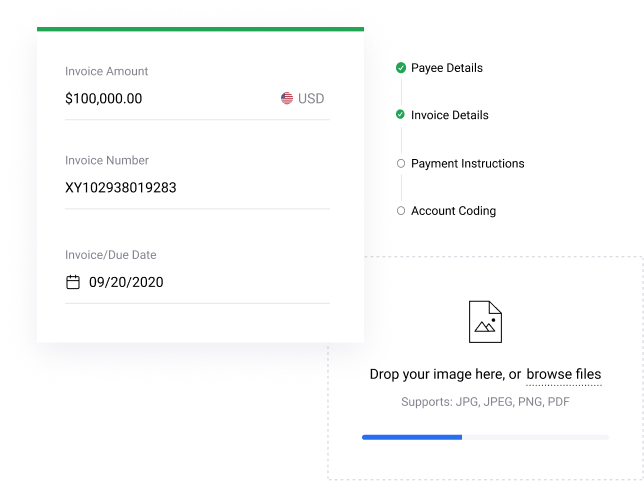 Invoice Amount
$100,000.00 USD
Invoice Number
XY102938019283
Invoice/Due Date
09/20/2020
Payee Details
Invoice Details
Payment Instructions
Account Coding
Drop your image here, or browse files
Supports: JPG, JPEG, PNG, PDF